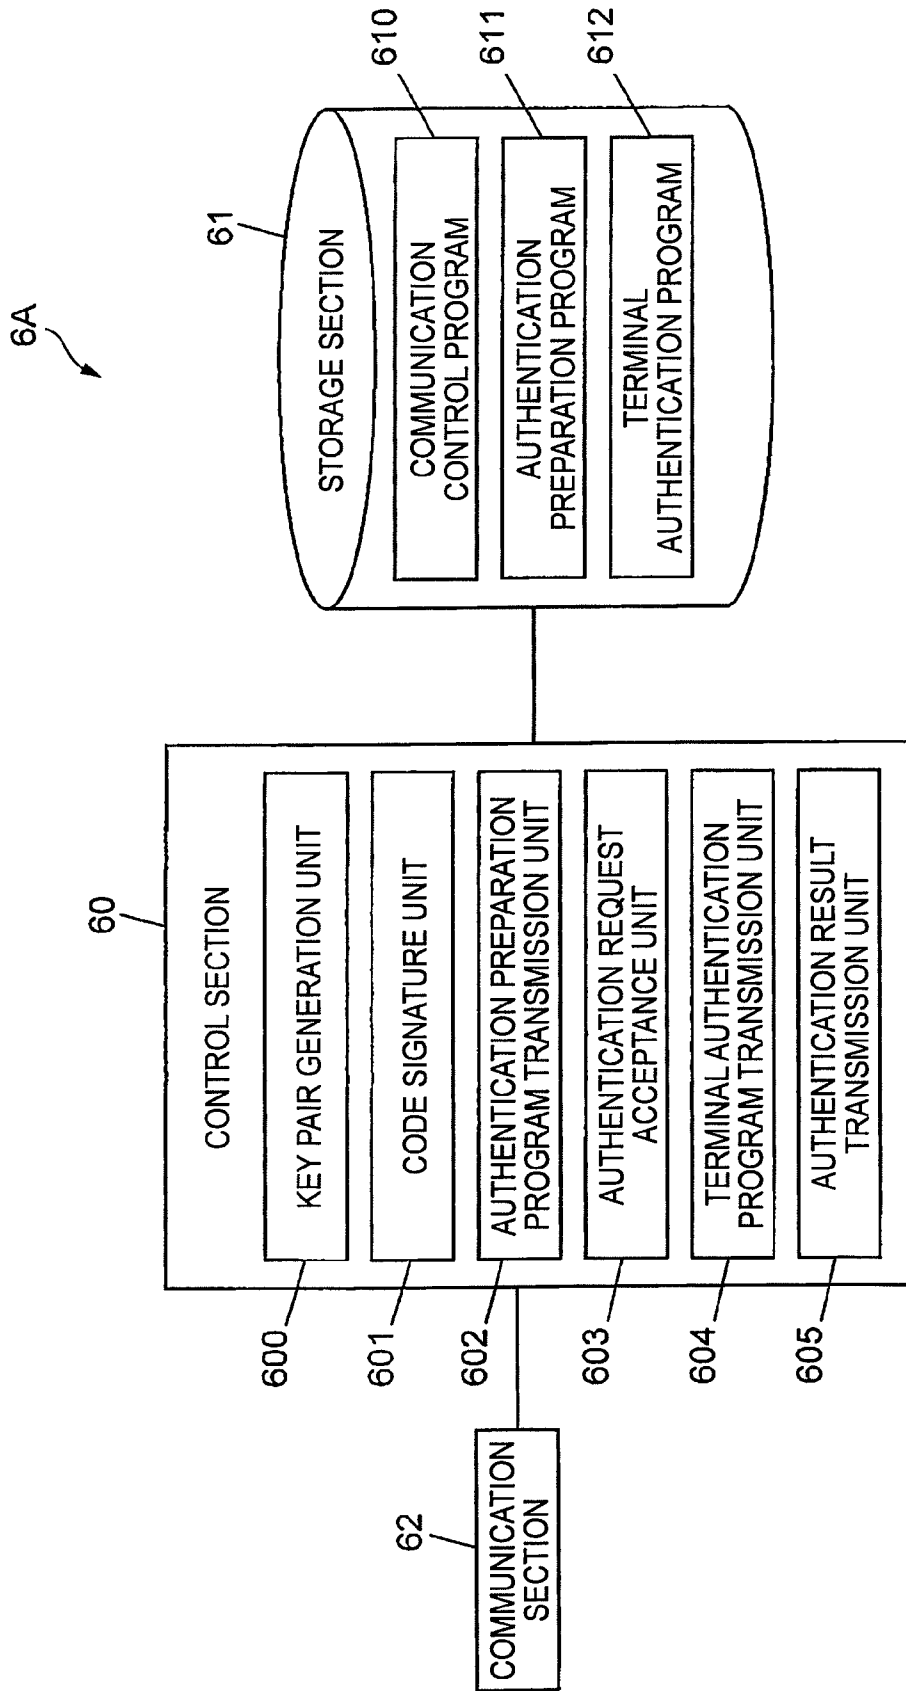 6A
60
CONTROL SECTION
600
KEY PAIR GENERATION UNIT
601
CODE SIGNATURE UNIT
602
AUTHENTICATION PREPARATION
PROGRAM TRANSMISSION UNIT
603
AUTHENTICATION REQUEST
ACCEPTANCE UNIT
604
TERMINAL AUTHENTICATION
PROGRAM TRANSMISSION UNIT
605
AUTHENTICATION RESULT
TRANSMISSION UNIT
61
STORAGE SECTION
610
COMMUNICATION
CONTROL PROGRAM
611
AUTHENTICATION
PREPARATION PROGRAM
612
TERMINAL
AUTHENTICATION PROGRAM
62
COMMUNICATION
SECTION